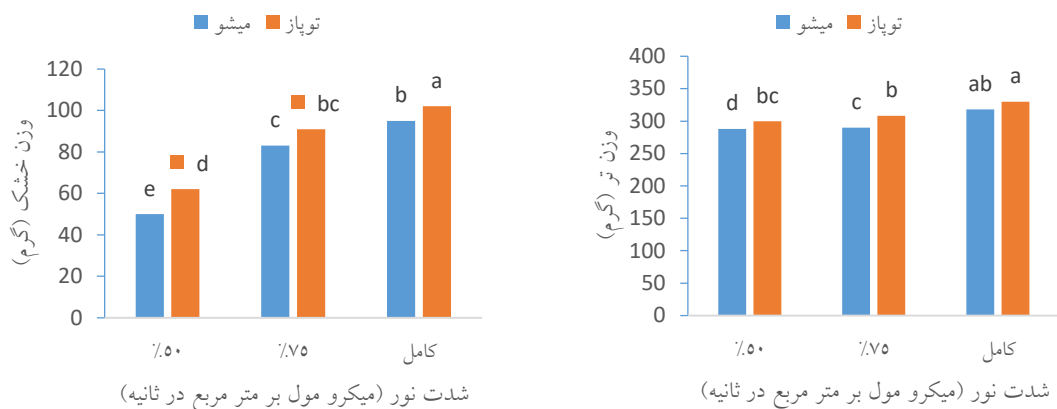 میشو توپاز
وزن خشک (گرم)
120
100
80
60
40
20
0
e d c bc b a
٪۵۰ ٪۷۵ کامل
شدت نور (میکرو مول بر متر مربع در ثانیه)
میشو توپاز
وزن تر (گرم)
400
350
300
250
200
150
100
50
0
d bc c b ab a
٪۵۰ ٪۷۵ کامل
شدت نور (میکرو مول بر متر مربع در ثانیه)